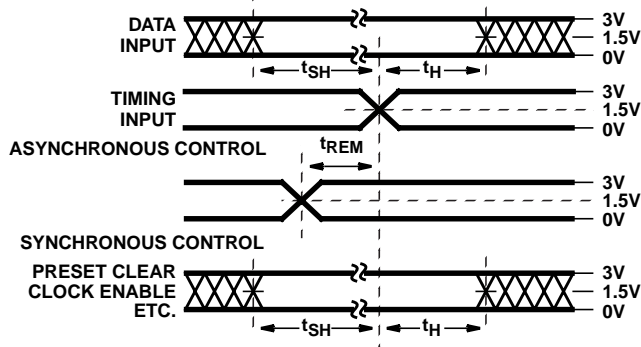 DATA
INPUT
3V
1.5V
0V
tSH
tH
TIMING
INPUT
3V
1.5V
0V
ASYNCHRONOUS CONTROL
tREM
3V
1.5V
0V
SYNCHRONOUS CONTROL
PRESET CLEAR
CLOCK ENABLE
ETC.
3V
1.5V
0V
tSH
tH